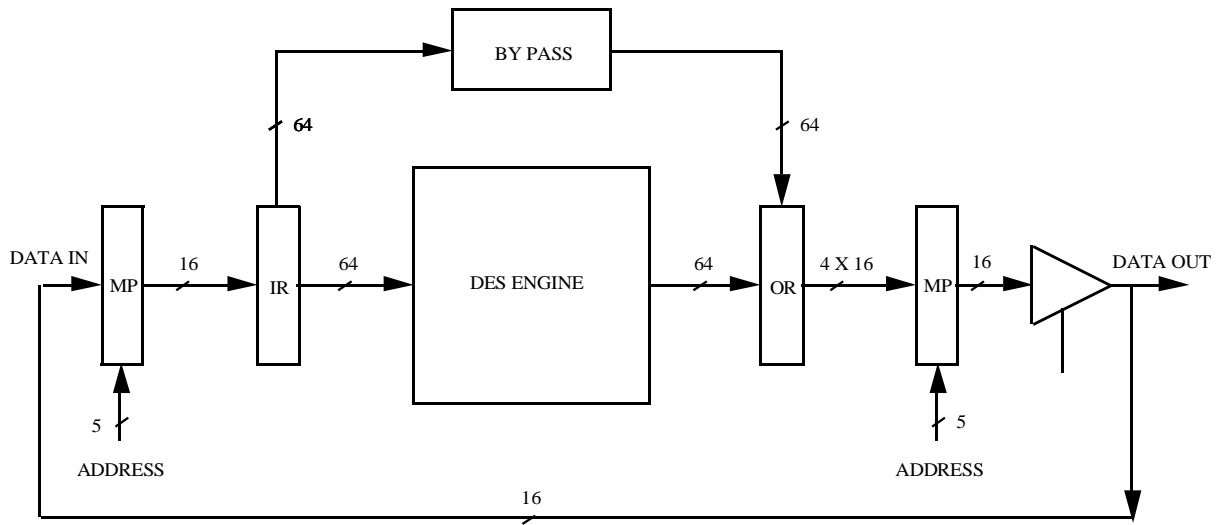 BY PASS
64
64
DATA IN
MP
16
IR
64
DES ENGINE
64
OR
4 X 16
MP
16
DATA OUT
5
ADDRESS
5
ADDRESS
16